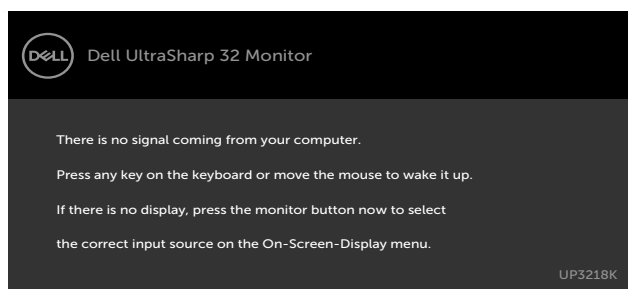 DELL
Dell UltraSharp 32 Monitor
There is no signal coming from your computer.
Press any key on the keyboard or move the mouse to wake it up.
If there is no display, press the monitor button now to select
the correct input source on the On-Screen-Display menu.
UP3218K